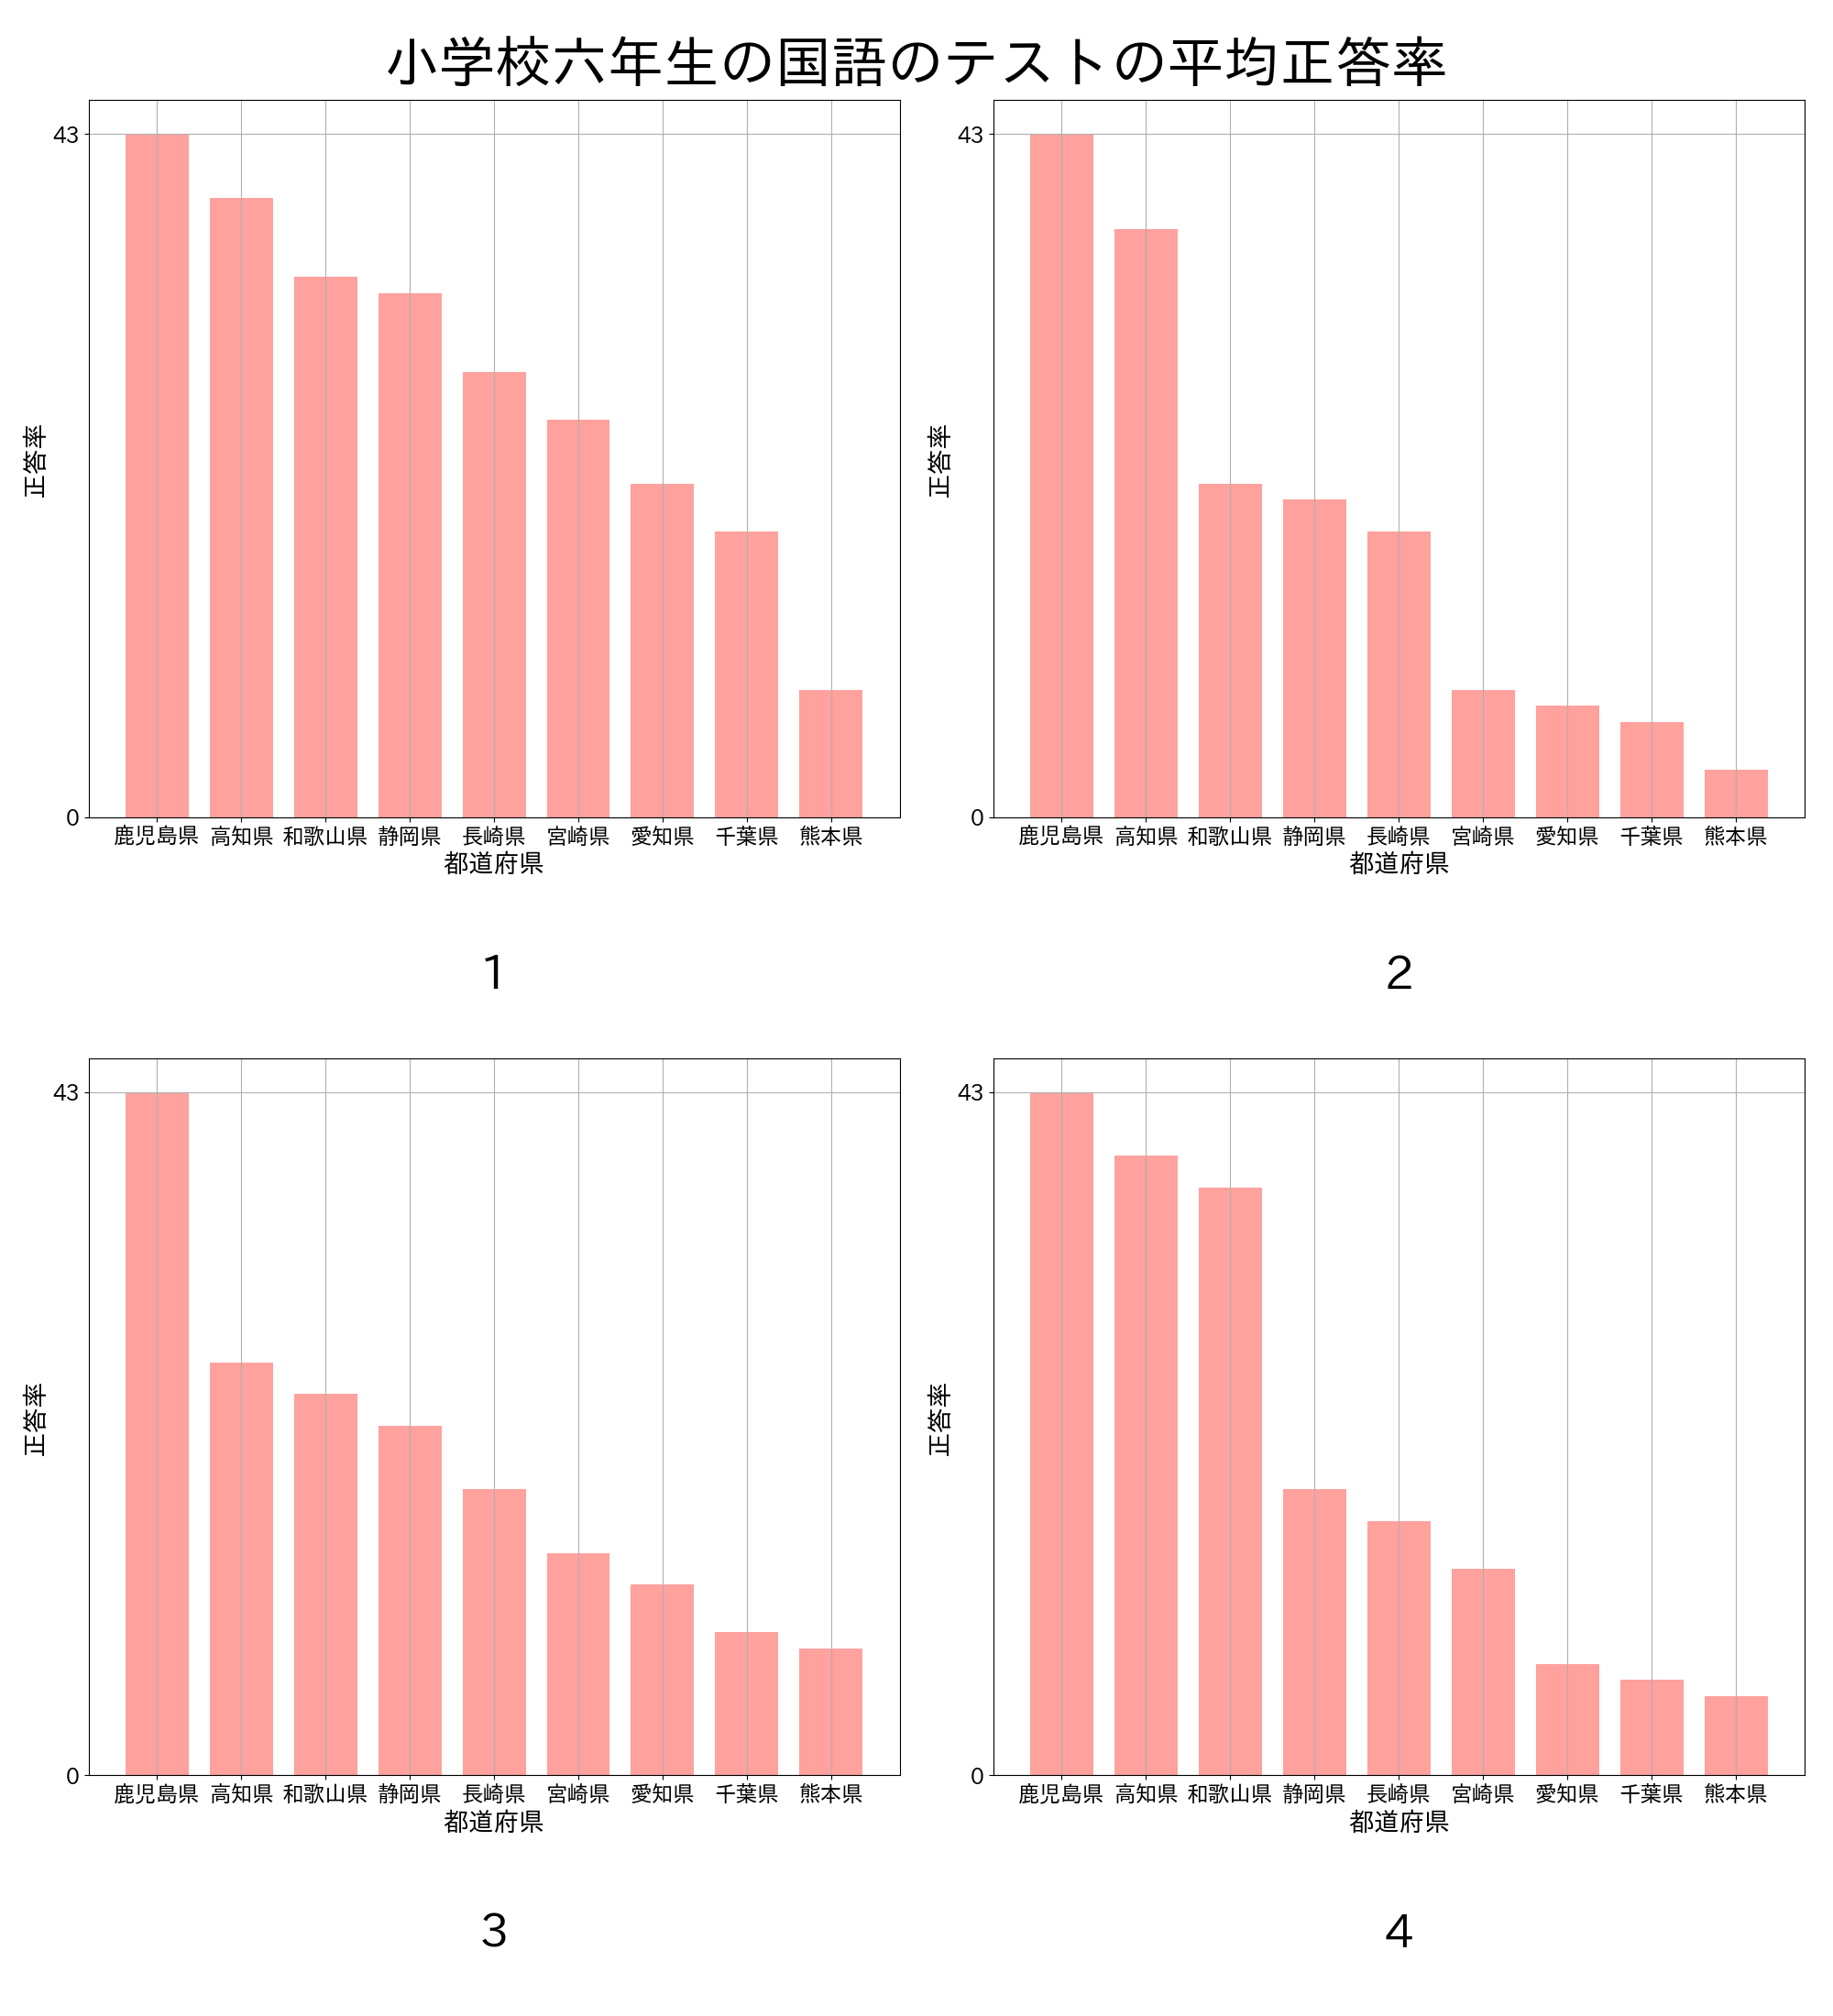 小学校六年生の国語のテストの平均正答率
43
0
正答率
鹿児島県 高知県 和歌山県 静岡県 長崎県 宮崎県 愛知県 千葉県 熊本県
都道府県
1
43
0
正答率
鹿児島県 高知県 和歌山県 静岡県 長崎県 宮崎県 愛知県 千葉県 熊本県
都道府県
2
43
0
正答率
鹿児島県 高知県 和歌山県 静岡県 長崎県 宮崎県 愛知県 千葉県 熊本県
都道府県
3
43
0
正答率
鹿児島県 高知県 和歌山県 静岡県 長崎県 宮崎県 愛知県 千葉県 熊本県
都道府県
4